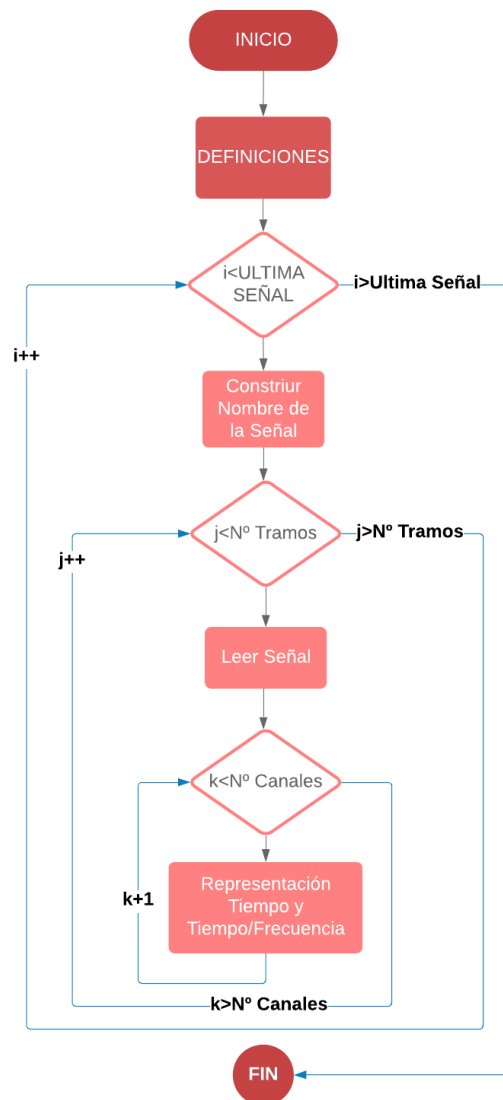 INICIO
DEFINICIONES
i<ULTIMA
SEÑAL
i>Ultima Señal
i++
Constriur
Nombre de
la Señal
j<Nº Tramos
j>Nº Tramos
j++
Leer Señal
k<Nº Canales
Representación
Tiempo y
Tiempo/Frecuencia
k+1
k>Nº Canales
FIN